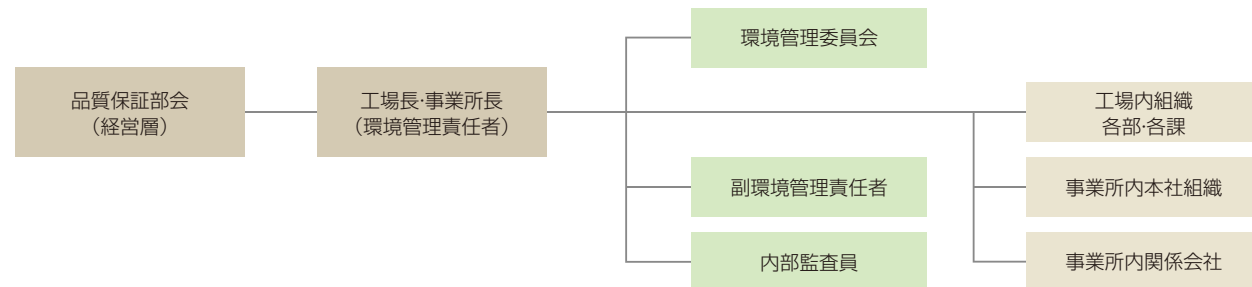 品質保証部会
（経営層）
工場長・事業所長
（環境管理責任者）
環境管理委員会
副環境管理責任者
内部監査員
工場内組織
各部・各課
事業所内本社組織
事業所内関係会社